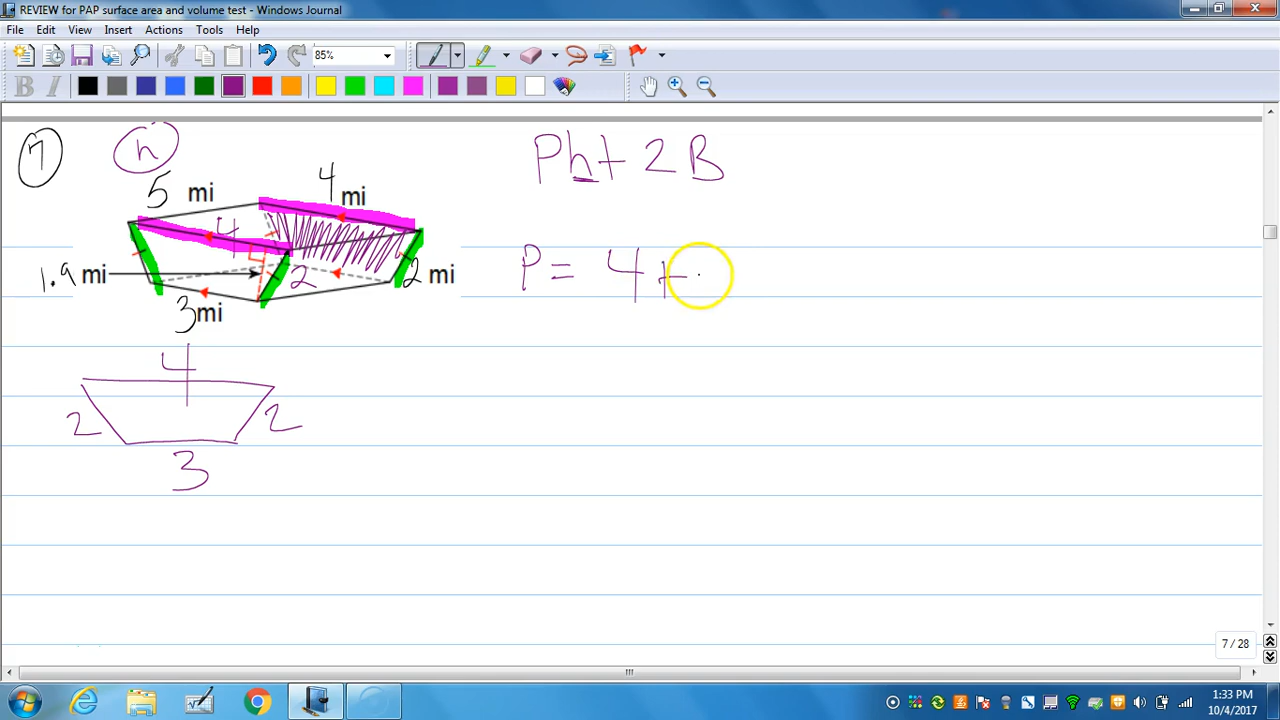 REVIEW for PAP surface area and volume test - Windows Journal
File Edit View Insert Actions Tools Help
85%
B I
7 h
5 mi 4 mi
4
1.9 mi 2 2 mi
3 mi
Ph + 2B
P = 4 +
4
2 2
3
7 / 28
1:33 PM
10/4/2017